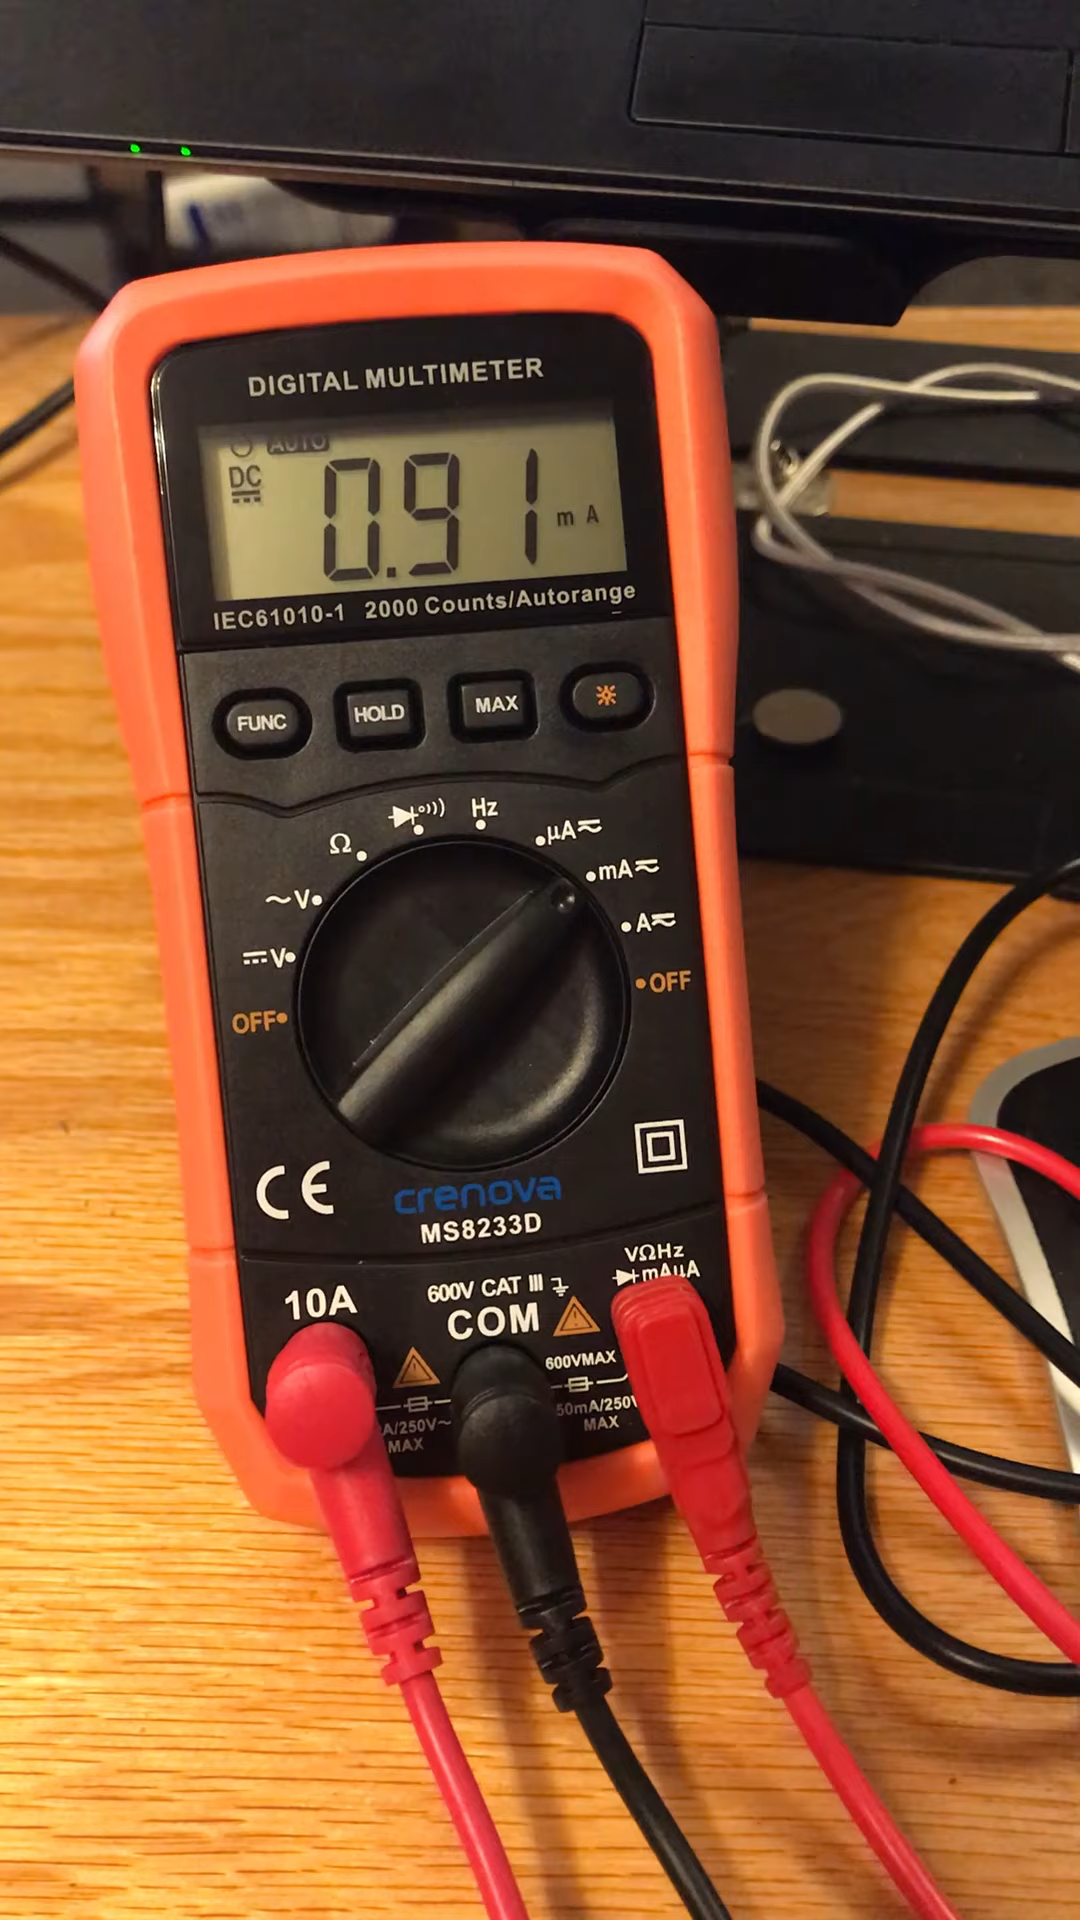 DIGITAL MULTIMETER
AUTO
DC
0.91 mA
IEC61010-1 2000 Counts/Autorange
FUNC
HOLD
MAX
Hz
Ω
µA
mA
~V
A
V
OFF
OFF
CE
crenova
MS8233D
VΩHz
mAµA
10A
600V CAT III
COM
600VMAX
A/250V~
MAX
50mA/250V
MAX